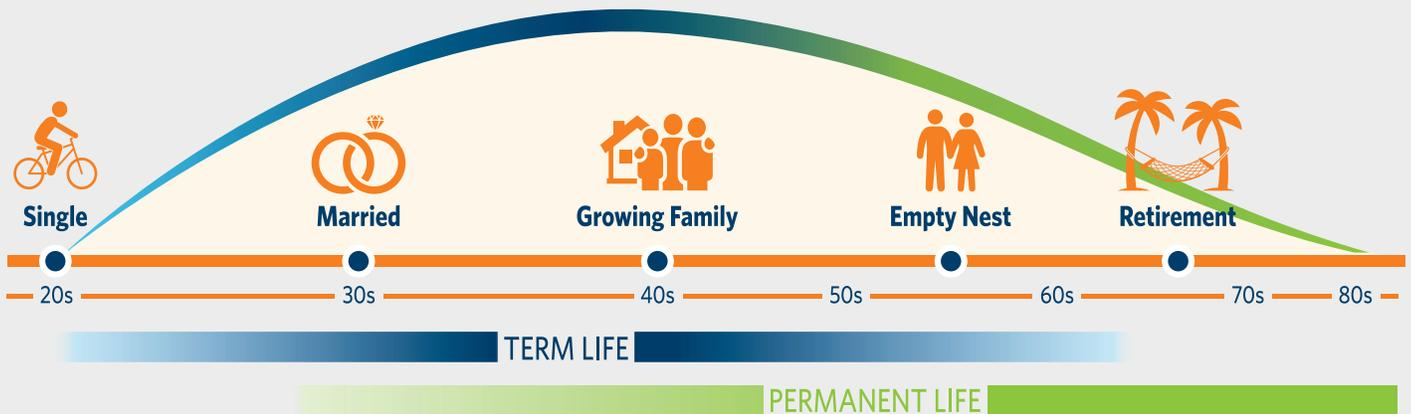 Single
Married
Growing Family
Empty Nest
Retirement
20s
30s
40s
50s
60s
70s
80s
TERM LIFE
PERMANENT LIFE